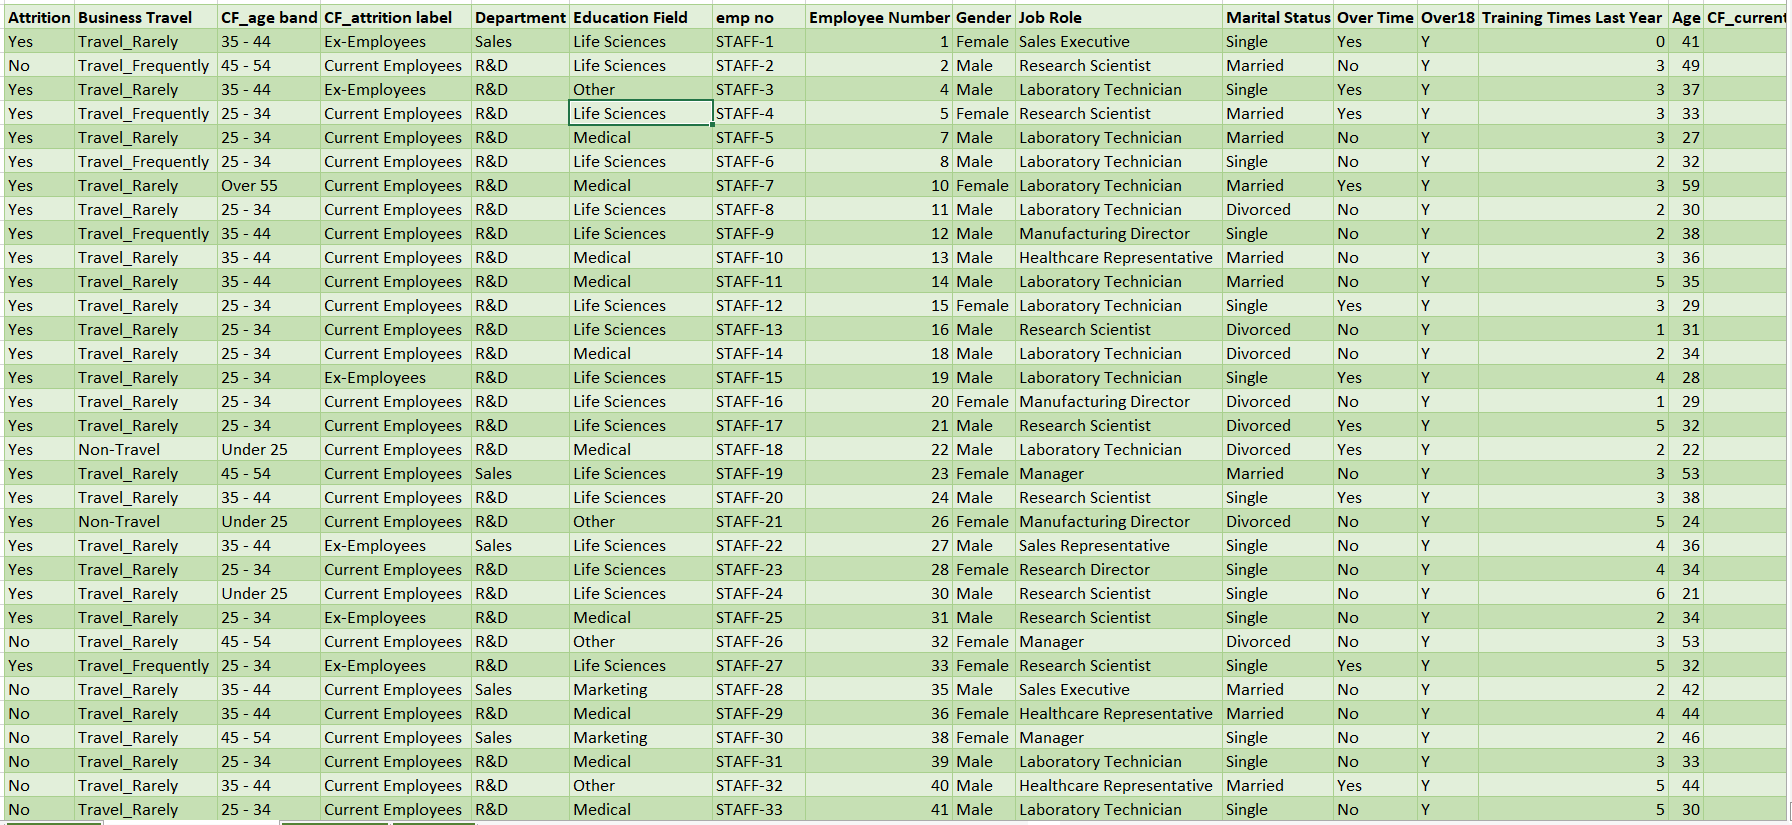 Attrition Business Travel CF_age band CF_attrition label Department Education Field emp no Employee Number Gender Job Role Marital Status Over Time Over18 Training Times Last Year Age CF_current
Yes Travel_Rarely 35 - 44 Ex-Employees Sales Life Sciences STAFF-1 1 Female Sales Executive Single Yes Y 0 41
No Travel_Frequently 45 - 54 Current Employees R&D Life Sciences STAFF-2 2 Male Research Scientist Married No Y 3 49
Yes Travel_Rarely 35 - 44 Ex-Employees R&D Other STAFF-3 4 Male Laboratory Technician Single Yes Y 3 37
Yes Travel_Frequently 25 - 34 Current Employees R&D Life Sciences STAFF-4 5 Female Research Scientist Married Yes Y 3 33
Yes Travel_Rarely 25 - 34 Current Employees R&D Medical STAFF-5 7 Male Laboratory Technician Married No Y 3 27
Yes Travel_Frequently 25 - 34 Current Employees R&D Life Sciences STAFF-6 8 Male Laboratory Technician Single No Y 2 32
Yes Travel_Rarely Over 55 Current Employees R&D Medical STAFF-7 10 Female Laboratory Technician Married Yes Y 3 59
Yes Travel_Rarely 25 - 34 Current Employees R&D Life Sciences STAFF-8 11 Male Laboratory Technician Divorced No Y 2 30
Yes Travel_Frequently 35 - 44 Current Employees R&D Life Sciences STAFF-9 12 Male Manufacturing Director Single No Y 2 38
Yes Travel_Rarely 35 - 44 Current Employees R&D Medical STAFF-10 13 Male Healthcare Representative Married No Y 3 36
Yes Travel_Rarely 35 - 44 Current Employees R&D Medical STAFF-11 14 Male Laboratory Technician Married No Y 5 35
Yes Travel_Rarely 25 - 34 Current Employees R&D Life Sciences STAFF-12 15 Female Laboratory Technician Single Yes Y 3 29
Yes Travel_Rarely 25 - 34 Current Employees R&D Life Sciences STAFF-13 16 Male Research Scientist Divorced No Y 1 31
Yes Travel_Rarely 25 - 34 Current Employees R&D Medical STAFF-14 18 Male Laboratory Technician Divorced No Y 2 34
Yes Travel_Rarely 25 - 34 Ex-Employees R&D Life Sciences STAFF-15 19 Male Laboratory Technician Single Yes Y 4 28
Yes Travel_Rarely 25 - 34 Current Employees R&D Life Sciences STAFF-16 20 Female Manufacturing Director Divorced No Y 1 29
Yes Travel_Rarely 25 - 34 Current Employees R&D Life Sciences STAFF-17 21 Male Research Scientist Divorced Yes Y 5 32
Yes Non-Travel Under 25 Current Employees R&D Medical STAFF-18 22 Male Laboratory Technician Divorced Yes Y 2 22
Yes Travel_Rarely 45 - 54 Current Employees Sales Life Sciences STAFF-19 23 Female Manager Married No Y 3 53
Yes Travel_Rarely 35 - 44 Current Employees R&D Life Sciences STAFF-20 24 Male Research Scientist Single Yes Y 3 38
Yes Non-Travel Under 25 Current Employees R&D Other STAFF-21 26 Female Manufacturing Director Divorced No Y 5 24
Yes Travel_Rarely 35 - 44 Ex-Employees Sales Life Sciences STAFF-22 27 Male Sales Representative Single No Y 4 36
Yes Travel_Rarely 25 - 34 Current Employees R&D Life Sciences STAFF-23 28 Female Research Director Single No Y 4 34
Yes Travel_Rarely Under 25 Current Employees R&D Life Sciences STAFF-24 30 Male Research Scientist Single No Y 6 21
Yes Travel_Rarely 25 - 34 Ex-Employees R&D Medical STAFF-25 31 Male Research Scientist Single No Y 2 34
No Travel_Rarely 45 - 54 Current Employees R&D Other STAFF-26 32 Female Manager Divorced No Y 3 53
Yes Travel_Frequently 25 - 34 Ex-Employees R&D Life Sciences STAFF-27 33 Female Research Scientist Single Yes Y 5 32
No Travel_Rarely 35 - 44 Current Employees Sales Marketing STAFF-28 35 Male Sales Executive Married No Y 2 42
No Travel_Rarely 35 - 44 Current Employees R&D Medical STAFF-29 36 Female Healthcare Representative Married No Y 4 44
No Travel_Rarely 45 - 54 Current Employees Sales Marketing STAFF-30 38 Female Manager Single No Y 2 46
No Travel_Rarely 25 - 34 Current Employees R&D Medical STAFF-31 39 Male Laboratory Technician Single No Y 3 33
No Travel_Rarely 35 - 44 Current Employees R&D Other STAFF-32 40 Male Healthcare Representative Married Yes Y 5 44
No Travel_Rarely 25 - 34 Current Employees R&D Medical STAFF-33 41 Male Laboratory Technician Single No Y 5 30